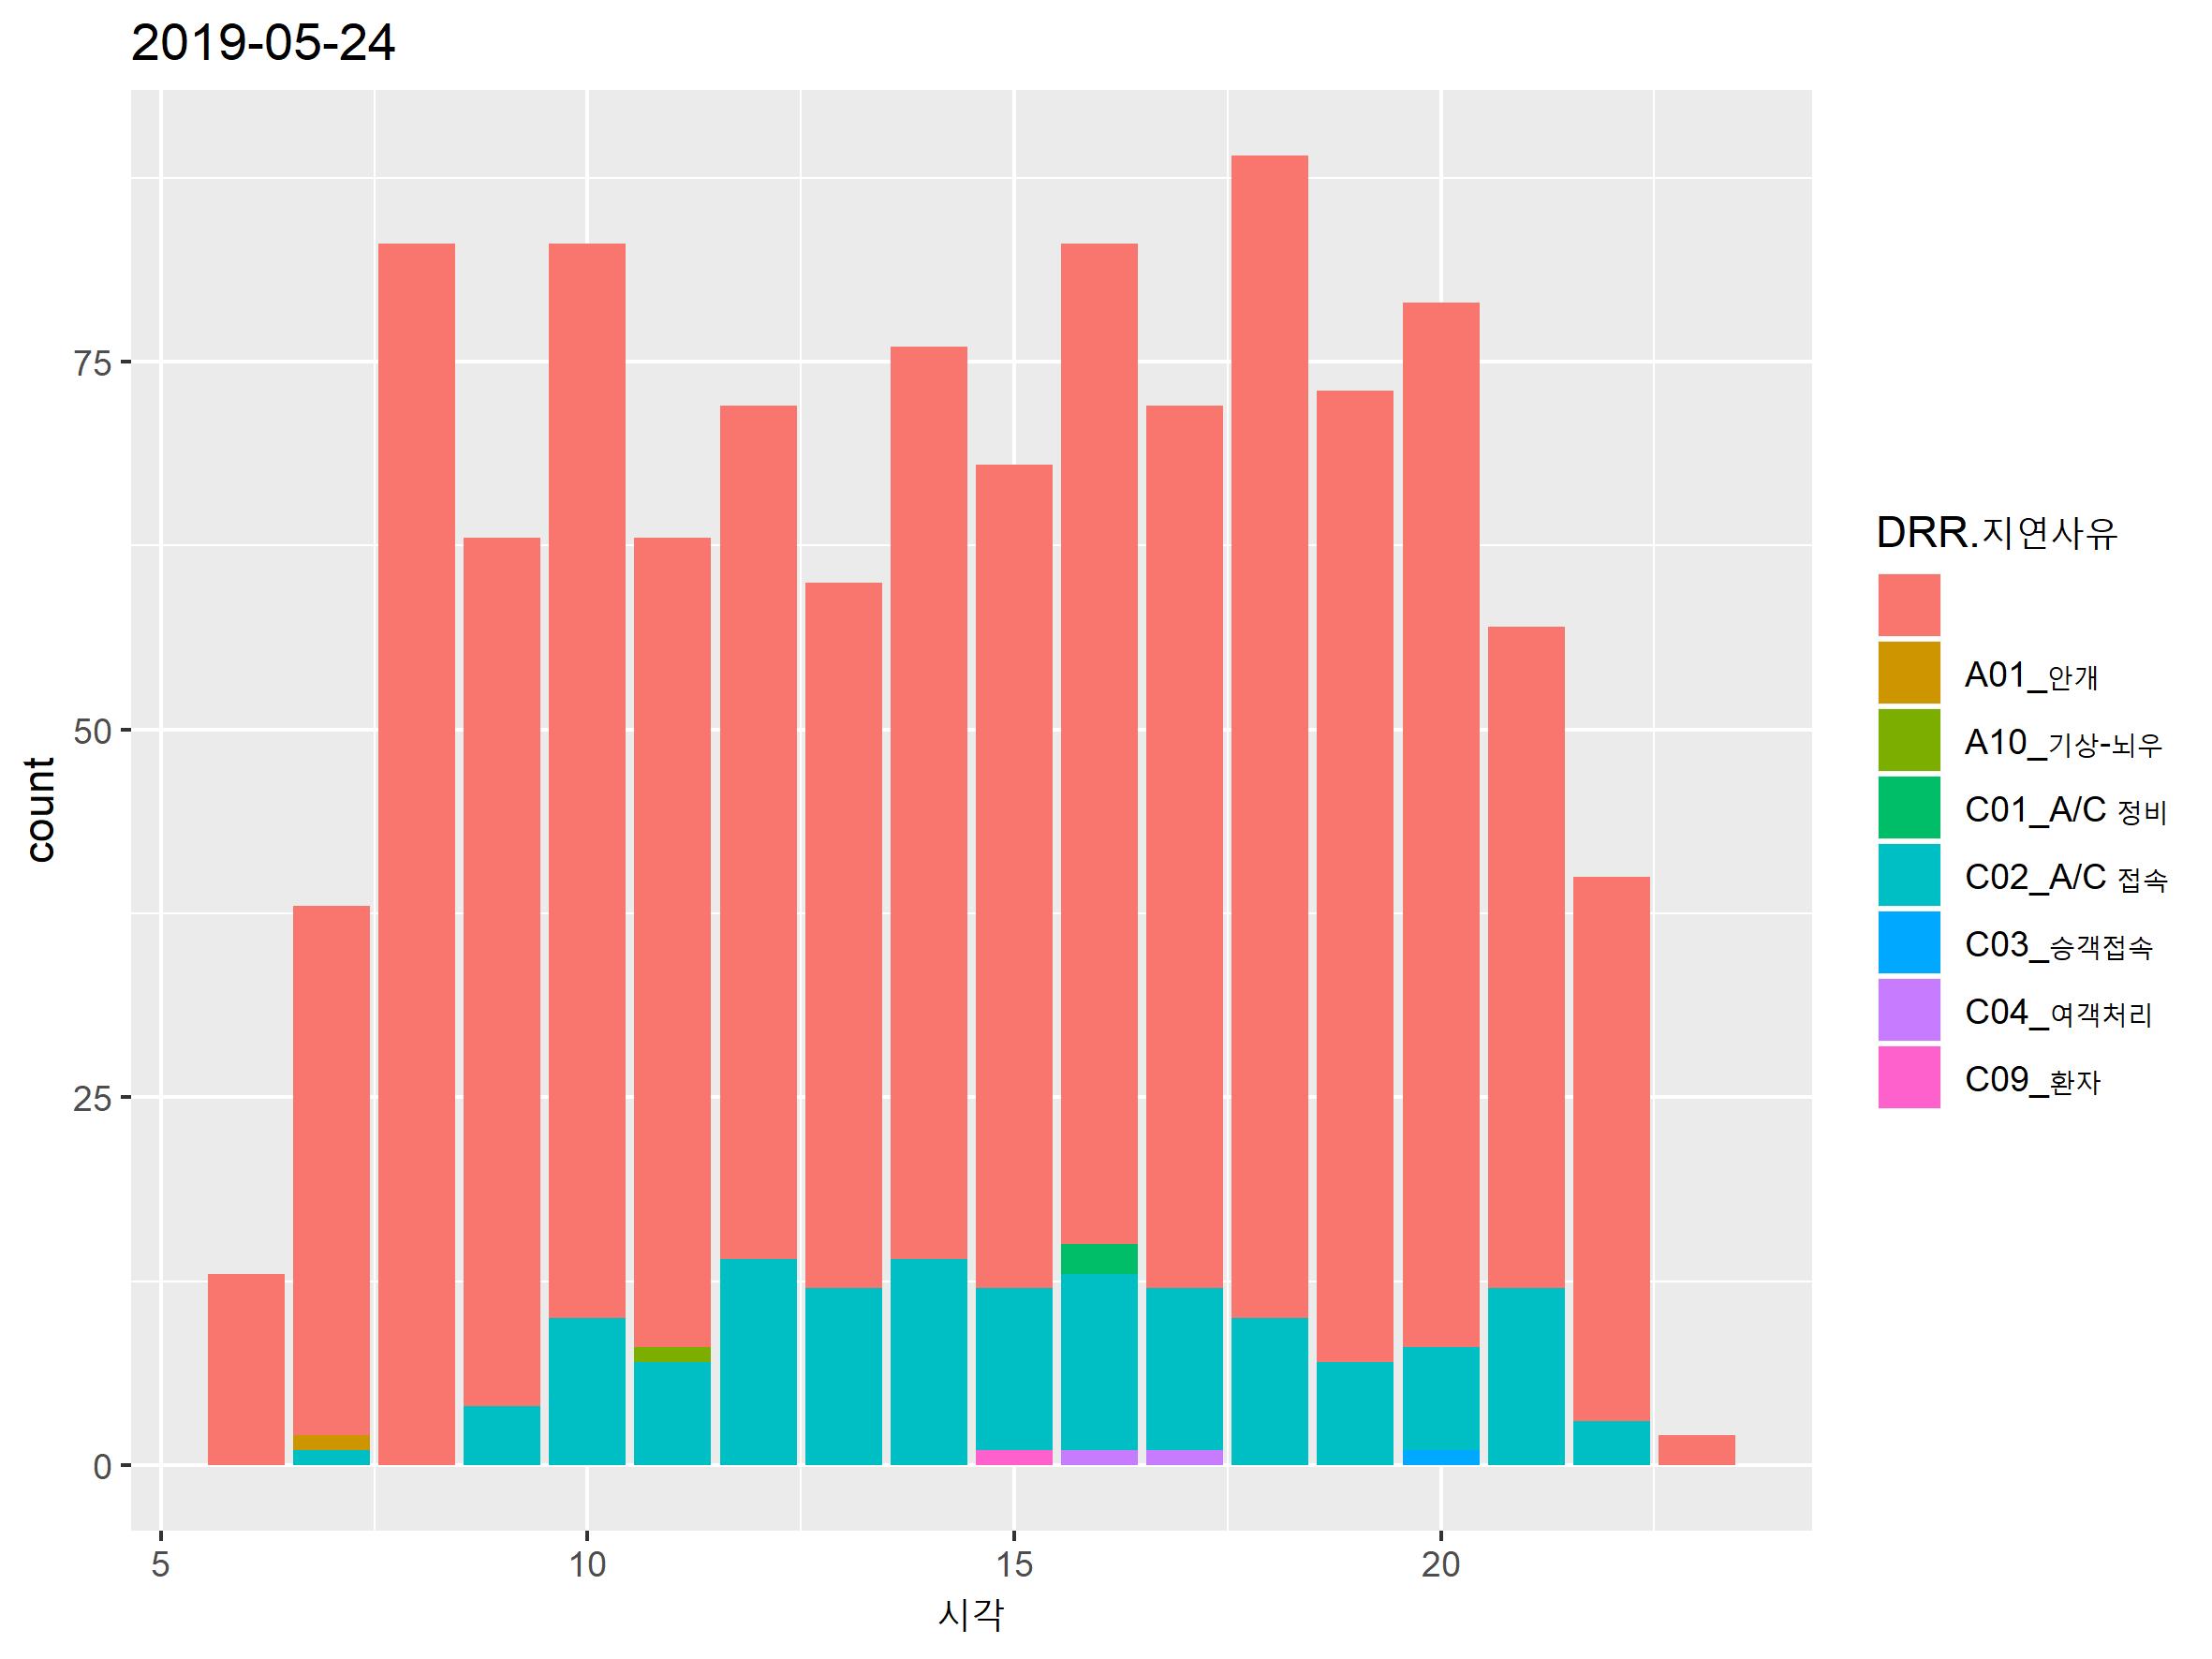 2019-05-24
count
75
50
25
0
5
10
15
20
시각
DRR.지연사유
A01_안개
A10_기상-뇌우
C01_A/C 정비
C02_A/C 접속
C03_승객접속
C04_여객처리
C09_환자